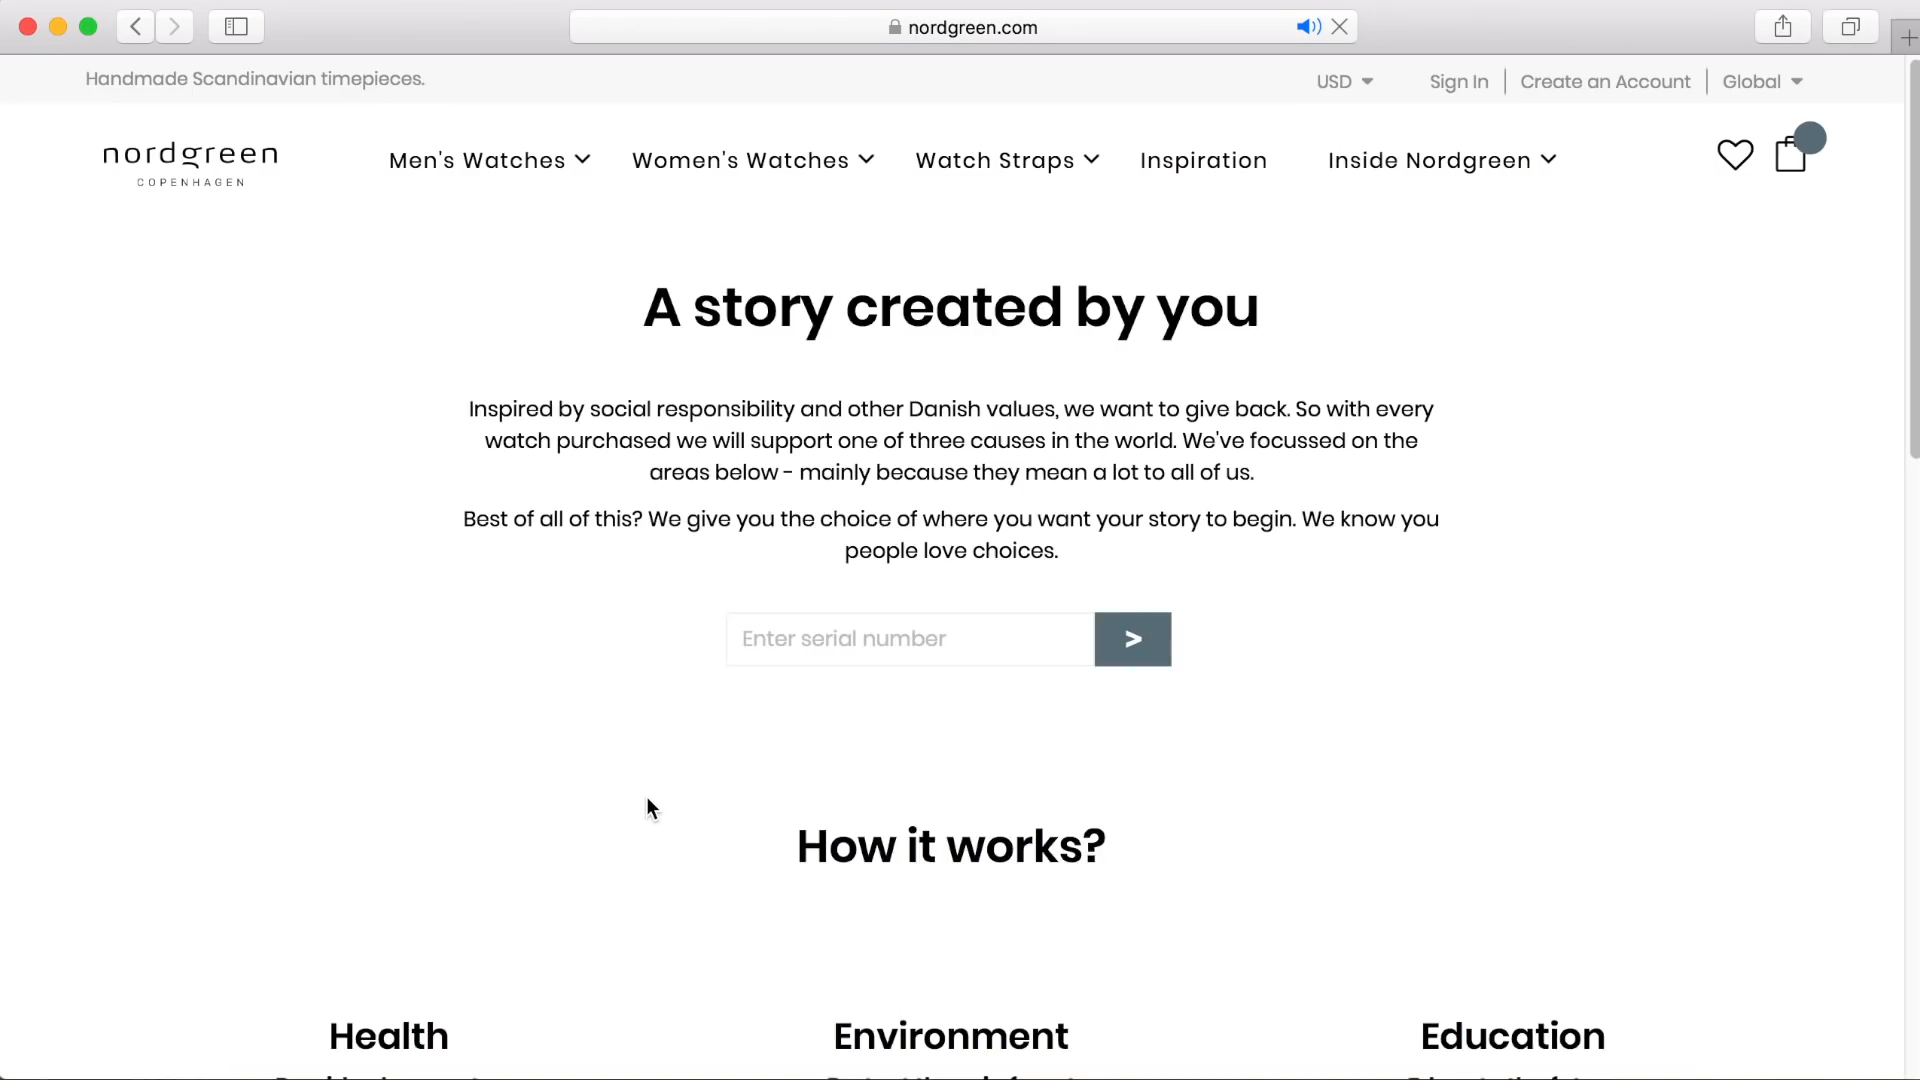 nordgreen.com
Handmade Scandinavian timepieces.
USD
Sign In
Create an Account
Global
nordgreen
COPENHAGEN
Men's Watches
Women's Watches
Watch Straps
Inspiration
Inside Nordgreen
A story created by you
Inspired by social responsibility and other Danish values, we want to give back. So with every
watch purchased we will support one of three causes in the world. We've focussed on the
areas below - mainly because they mean a lot to all of us.
Best of all of this? We give you the choice of where you want your story to begin. We know you
people love choices.
Enter serial number
>
How it works?
Health
Environment
Education